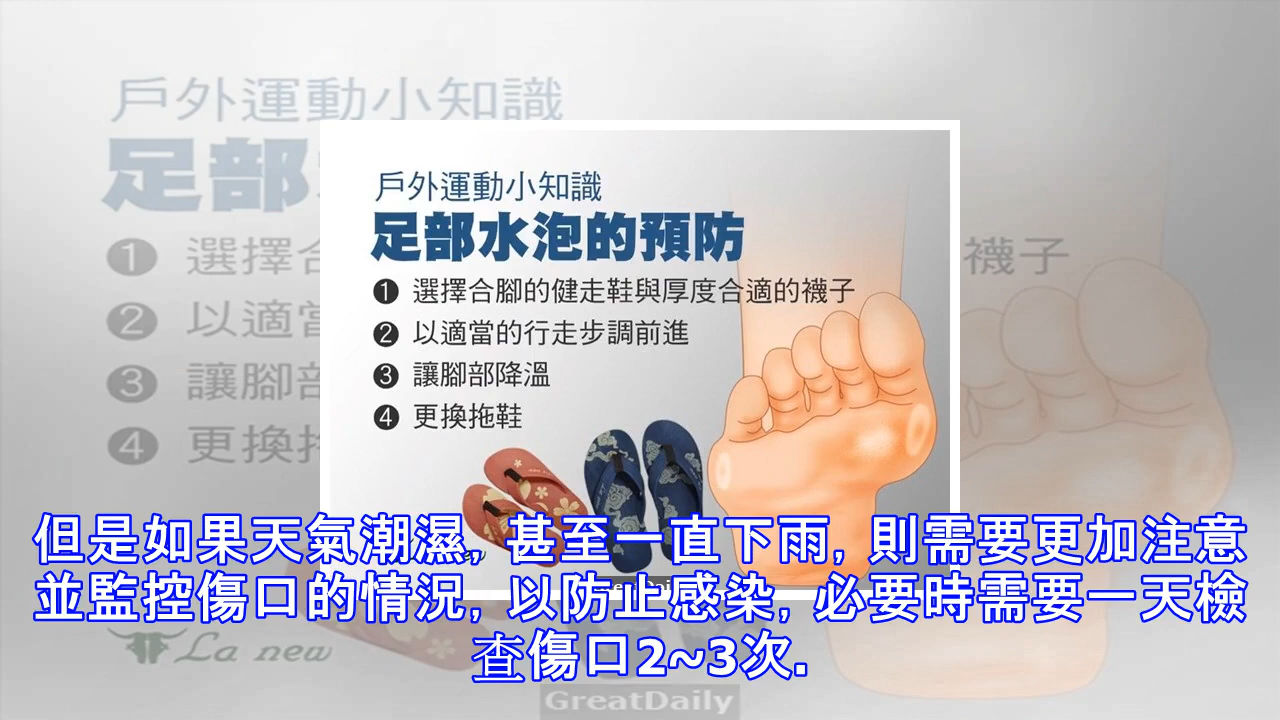 戶外運動小知識
足部
① 選擇合
襪子
② 以適當
③ 讓腳部
④ 更換拖
戶外運動小知識
足部水泡的預防
❶ 選擇合腳的健走鞋與厚度合適的襪子
❷ 以適當的行走步調前進
❸ 讓腳部降溫
❹ 更換拖鞋
但是如果天氣潮濕, 甚至一直下雨, 則需要更加注意
並監控傷口的情況, 以防止感染, 必要時需要一天檢
查傷口2~3次.
La new
GreatDaily